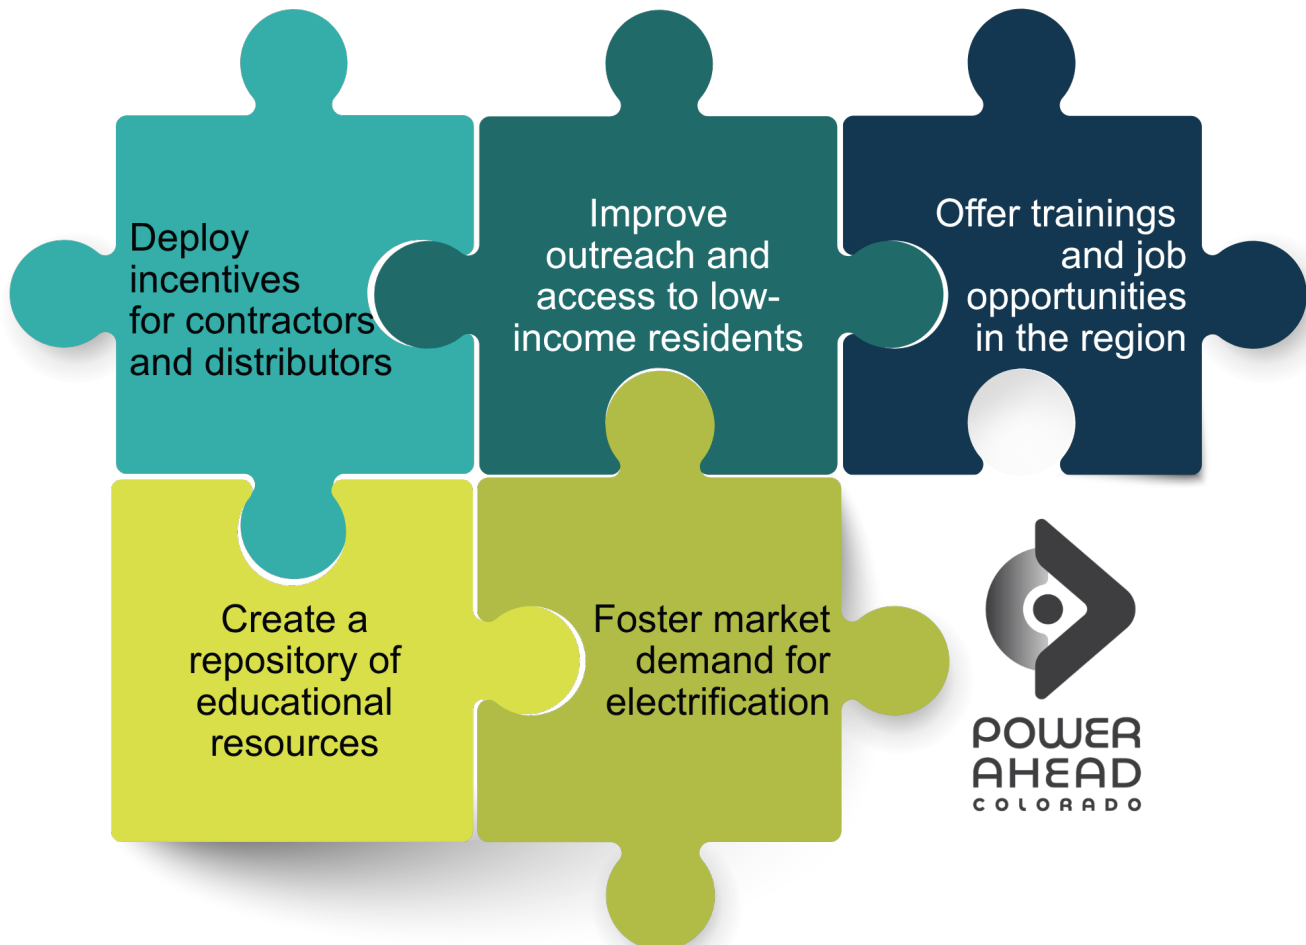 Deploy
incentives
for contractors
and distributors
Improve
outreach and
access to low-
income residents
Offer trainings
and job
opportunities
in the region
Create a
repository of
educational
resources
Foster market
demand for
electrification
POWER
AHEAD
COLORADO